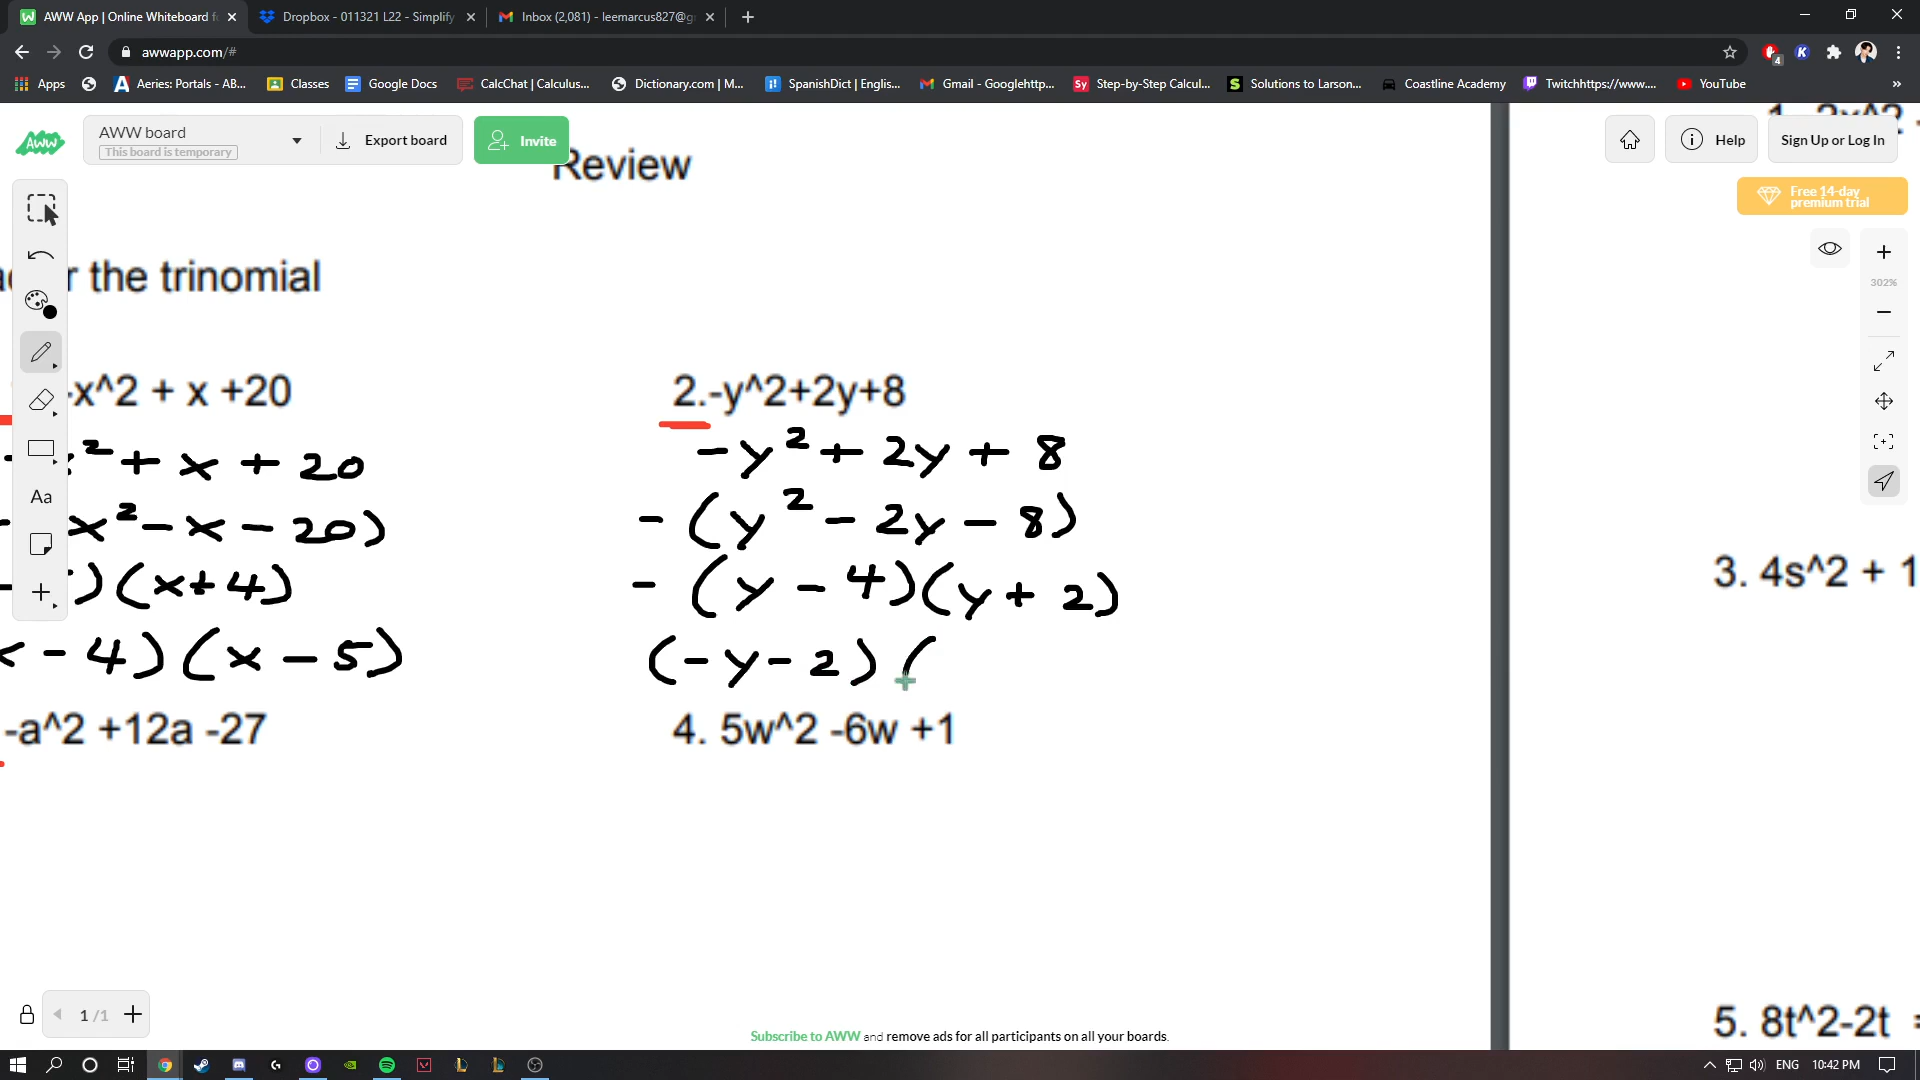 AWW App | Online Whiteboard f
Dropbox - 011321 L22 - Simplify
Inbox (2,081) - leemarcus827@g
awwapp.com/#
4
Apps
Aeries: Portals - AB...
Classes
Google Docs
CalcChat | Calculus...
Dictionary.com | M...
SpanishDict | Englis...
Gmail - Googlehttp...
Sy Step-by-Step Calcul...
S Solutions to Larson...
Coastline Academy
Twitchhttps://www....
YouTube
»
AWW
AWW board
This board is temporary
Export board
Invite
Help
Sign Up or Log In
Free 14-day
premium trial
302%
Aa
Review
r the trinomial
-x^2 + x +20
2.-y^2+2y+8
² + x + 20
-y² + 2y + 8
x² - x - 20)
- (y² - 2y - 8)
)(x+4)
- (y - 4)(y + 2)
- 4)(x - 5)
(-y - 2)(
-a^2 +12a -27
4. 5w^2 -6w +1
3. 4s^2 + 1
5. 8t^2-2t
1 /1
Subscribe to AWW and remove ads for all participants on all your boards.
ENG
10:42 PM